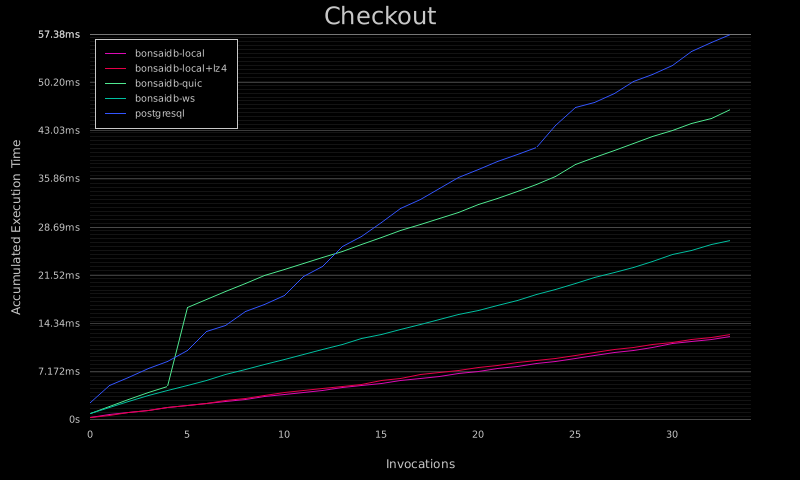 Checkout
57.38ms
50.20ms
43.03ms
35.86ms
28.69ms
21.52ms
14.34ms
7.172ms
0s
bonsaidb-local
bonsaidb-local+lz4
bonsaidb-quic
bonsaidb-ws
postgresql
Accumulated Execution Time
0 5 10 15 20 25 30
Invocations